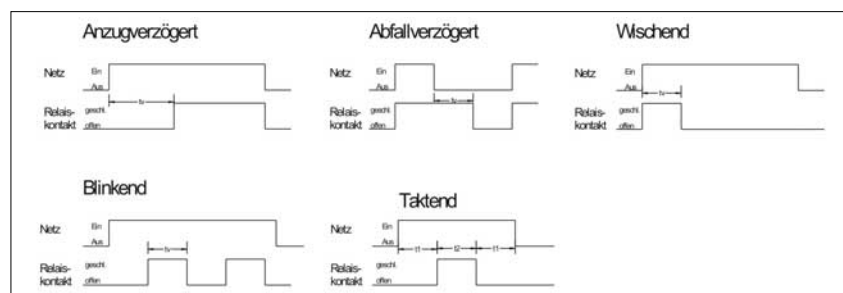 Anzugverzögert
Netz
Ein
Aus
tv
Relais-
kontakt
geschl.
offen
Abfallverzögert
Netz
Ein
Aus
tv
Relais-
kontakt
geschl.
offen
Wischend
Netz
Ein
Aus
tv
Relais-
kontakt
geschl.
offen
Blinkend
Netz
Ein
Aus
tv
Relais-
kontakt
geschl.
offen
Taktend
Netz
Ein
Aus
t1 t2 t1
Relais-
kontakt
geschl.
offen